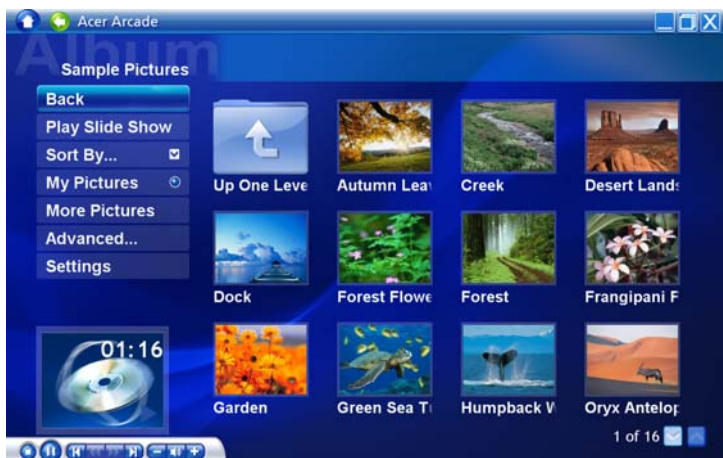 Acer Arcade
Album
Sample Pictures
Back
Play Slide Show
Sort By...
My Pictures
More Pictures
Advanced...
Settings
Up One Leve
Autumn Lea
Creek
Desert Lands
Dock
Forest Flowe
Forest
Frangipani F
01:16
Garden
Green Sea T
Humpback W
Oryx Antelop
1 of 16